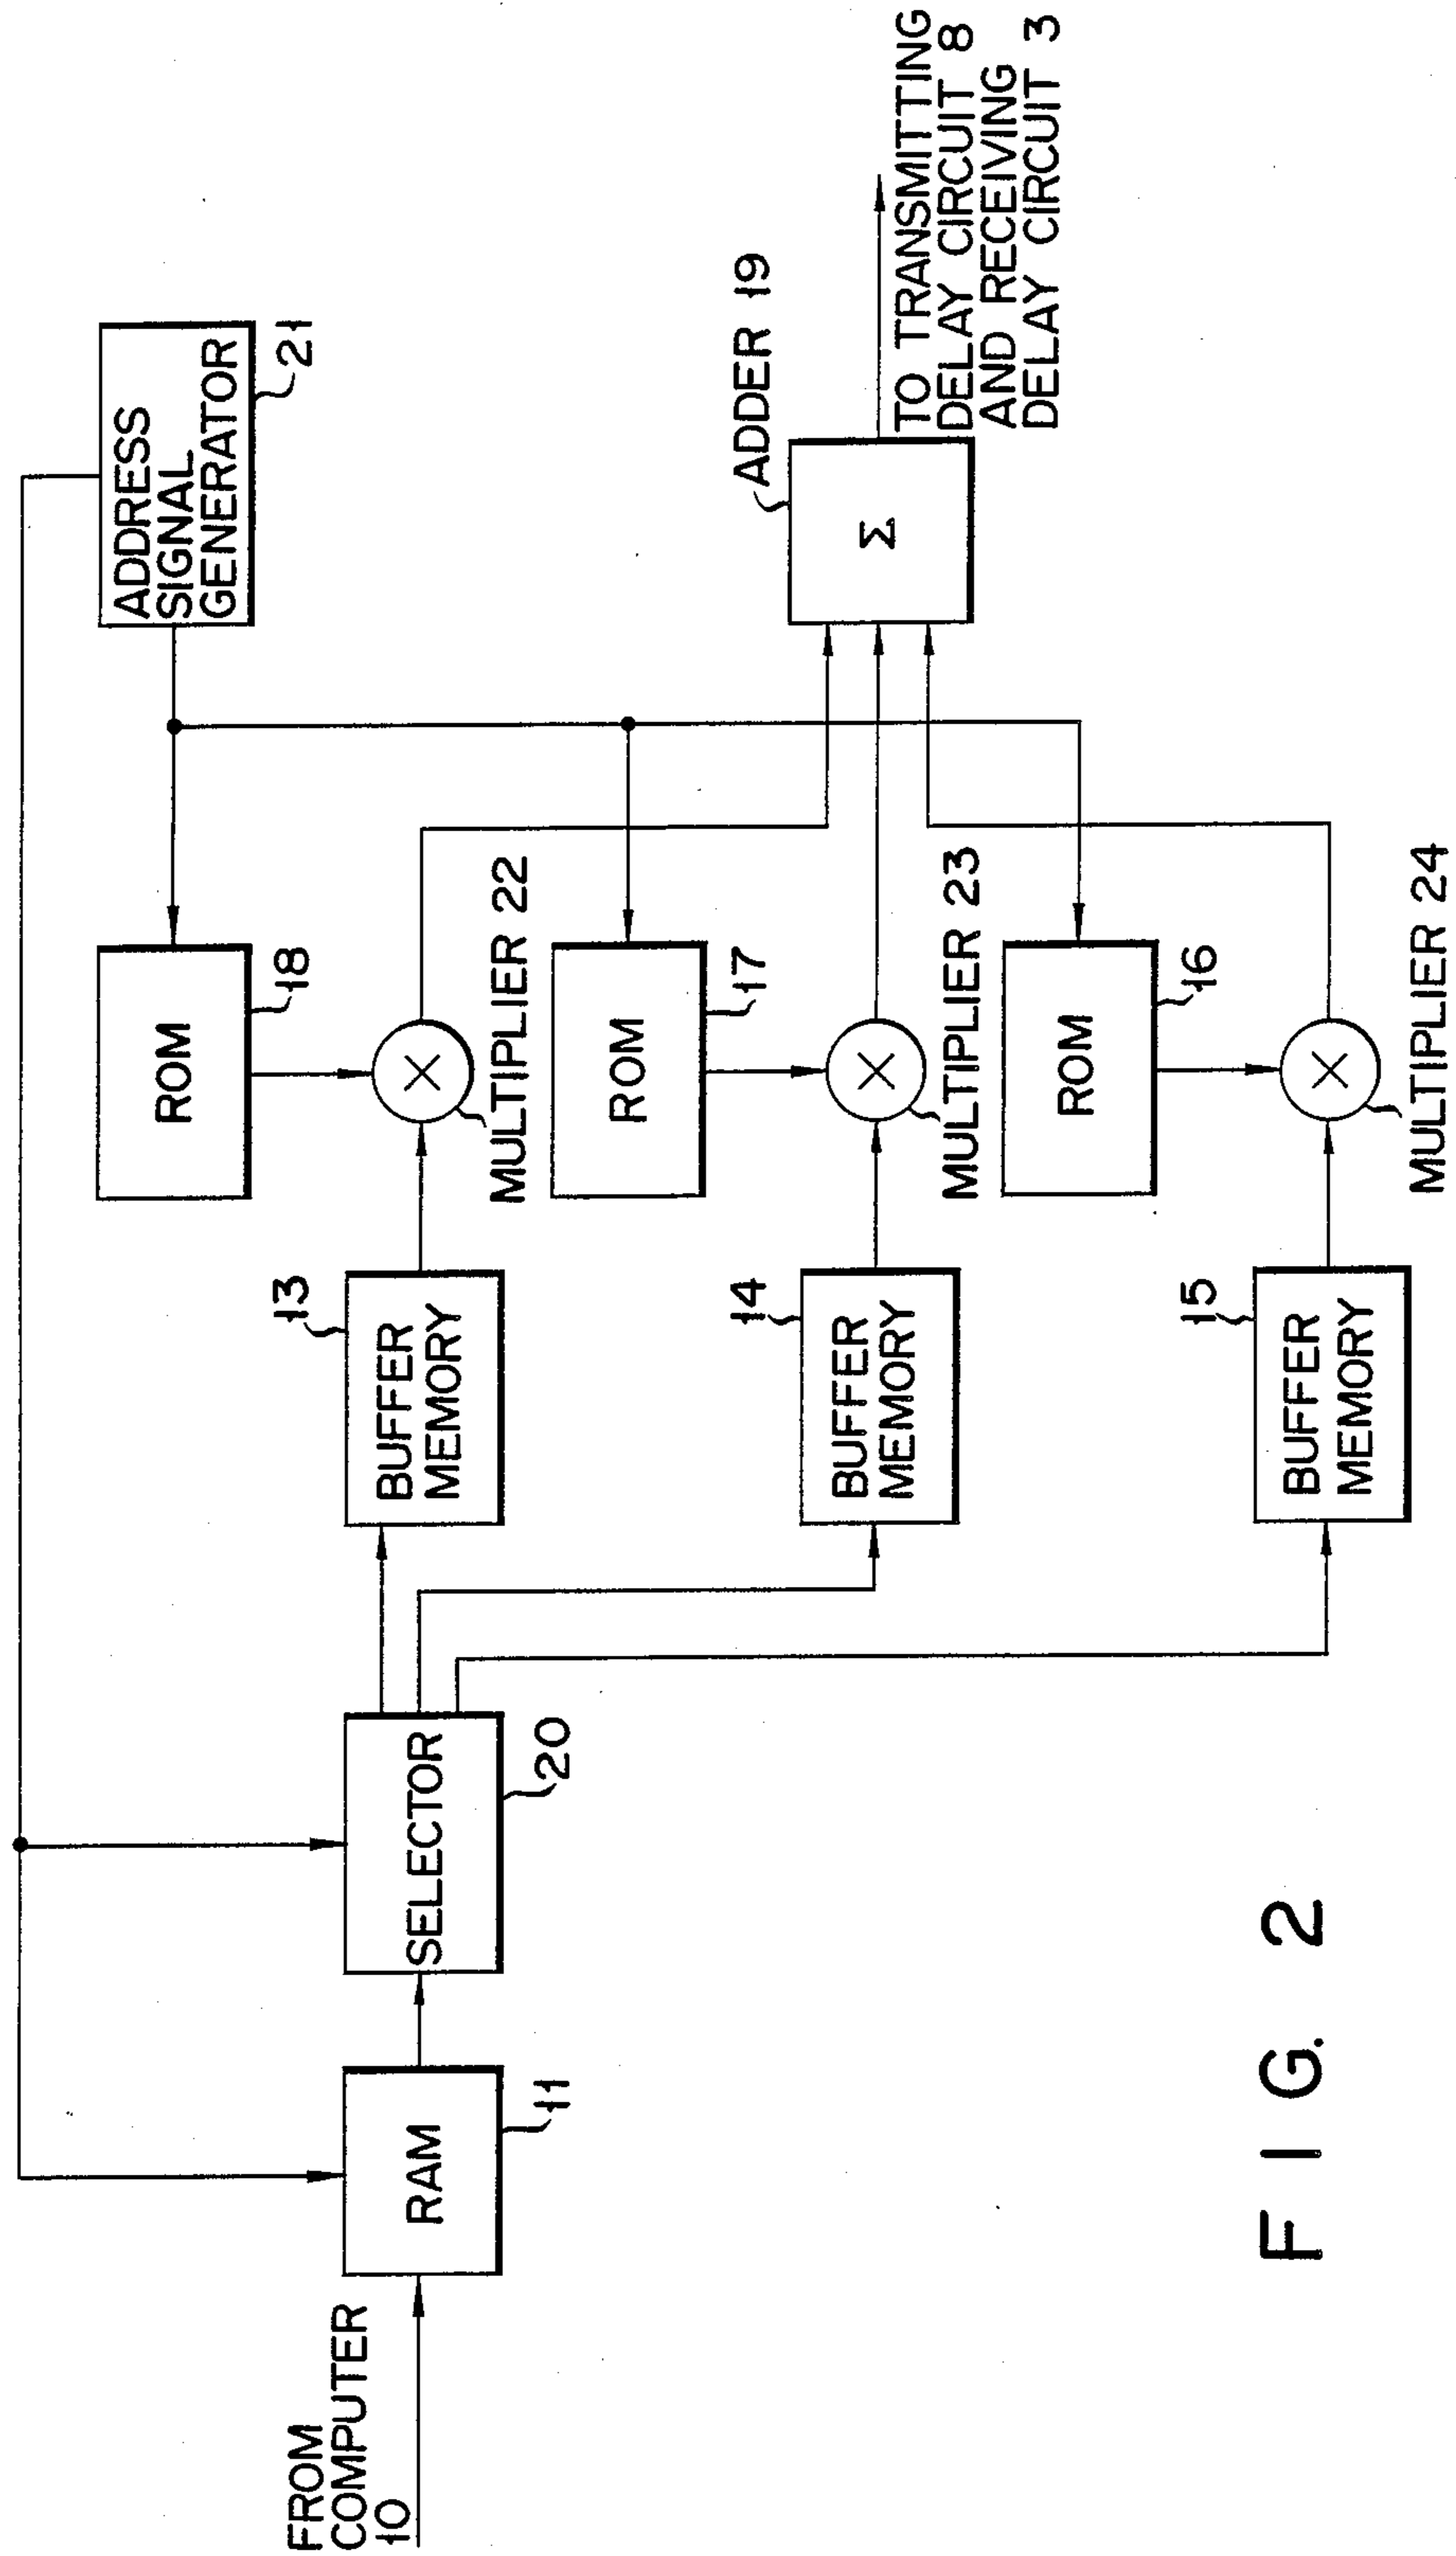 ADDRESS
SIGNAL
GENERATOR
21
ROM
18
FROM
COMPUTER
10
RAM
11
SELECTOR
20
BUFFER
MEMORY
13
MULTIPLIER 22
ROM
17
ADDER 19
Σ
TO TRANSMITTING
DELAY CIRCUIT 8
AND RECEIVING
DELAY CIRCUIT 3
BUFFER
MEMORY
14
MULTIPLIER 23
ROM
16
BUFFER
MEMORY
15
MULTIPLIER 24
FIG. 2